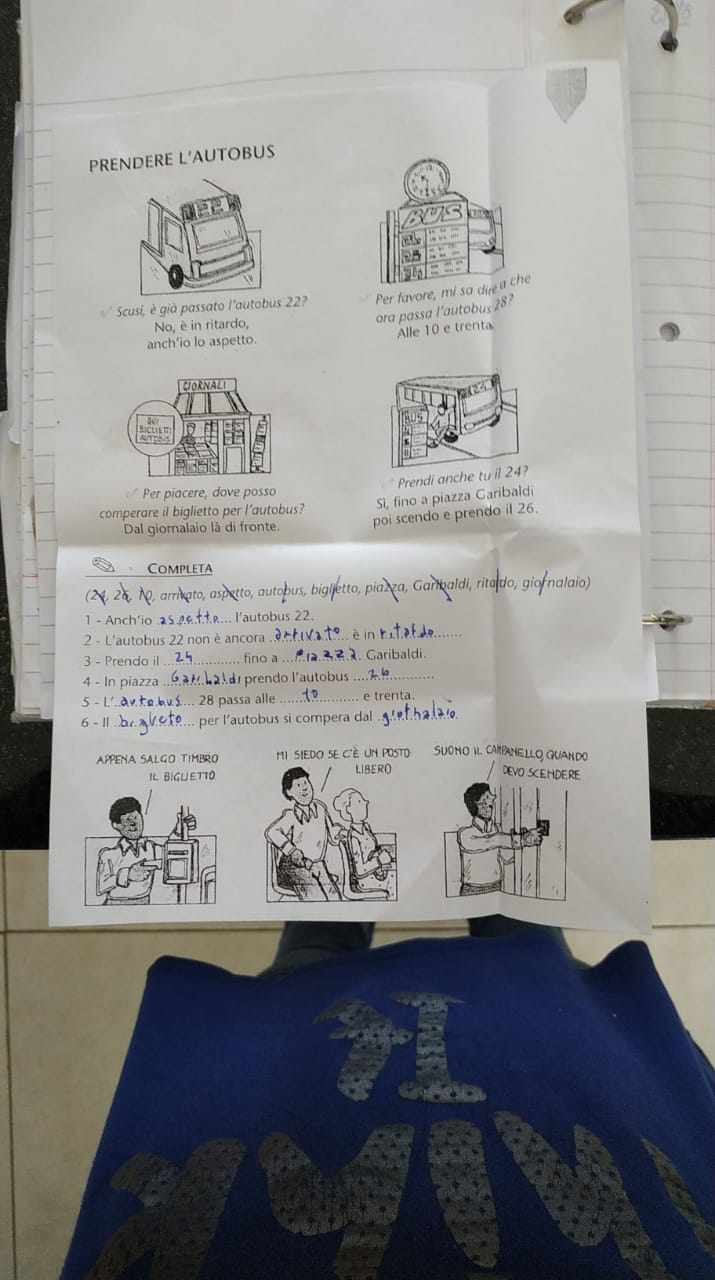 PRENDERE L'AUTOBUS
22
Scusi, è già passato l'autobus 22?
No, è in ritardo,
anch'io lo aspetto.
BUS
Per favore, mi sa dire a che
ora passa l'autobus 28?
Alle 10 e trenta.
GIORNALI
QUI
BIGLIETTI
AUTOBUS
Per piacere, dove posso
comperare il biglietto per l'autobus?
Dal giornalaio là di fronte.
24
BUS
Prendi anche tu il 24?
Sì, fino a piazza Garibaldi
poi scendo e prendo il 26.
COMPLETA
(24, 26, 10, arrivato, aspetto, autobus, biglietto, piazza, Garibaldi, ritardo, giornalaio)
1 - Anch'io aspetto l'autobus 22.
2 - L'autobus 22 non è ancora arrivato è in ritardo
3 - Prendo il 24 fino a Piazza Garibaldi.
4 - In piazza Garibaldi prendo l'autobus 26
5 - L'autobus 28 passa alle 10 e trenta.
6 - Il per l'autobus si compera dal
APPENA SALGO TIMBRO
IL BIGLIETTO
MI SIEDO SE C'È UN POSTO
LIBERO
SUONO IL CAMPANELLO, QUANDO
DEVO SCENDERE